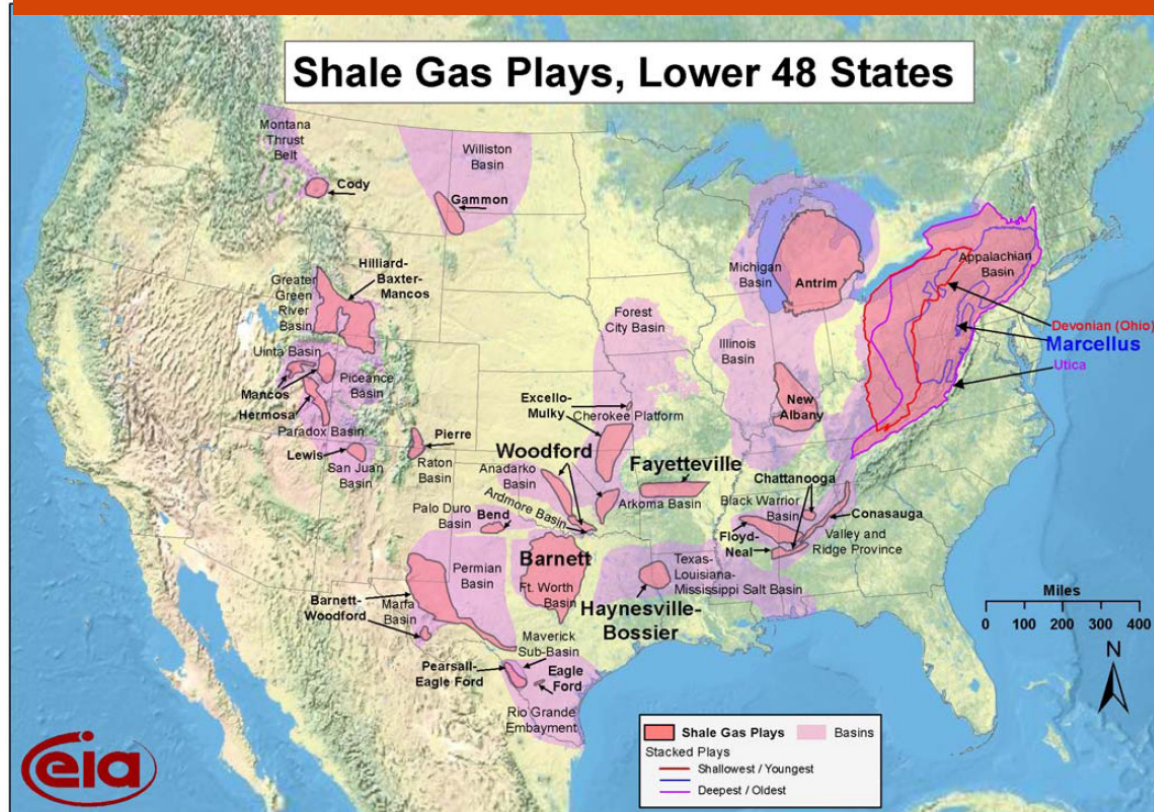 Shale Gas Plays, Lower 48 States
Montana
Thrust
Belt
Cody
Williston
Basin
Gammon
Hilliard-
Baxter-
Mancos
Greater
Green
River
Basin
Uinta Basin
Piceance
Basin
Mancos
Hermosa
Paradox Basin
Lewis
San Juan
Basin
Pierre
Raton
Basin
Forest
City Basin
Excello-
Mulky
Cherokee Platform
Michigan
Basin
Antrim
Illinois
Basin
New
Albany
Appalachian
Basin
Devonian (Ohio)
Marcellus
Utica
Woodford
Anadarko
Basin
Ardmore Basin
Palo Duro
Basin
Bend
Fayetteville
Arkoma Basin
Chattanooga
Black Warrior
Basin
Conasauga
Floyd-
Neal
Valley and
Ridge Province
Permian
Basin
Barnett
Ft. Worth
Basin
Texas-
Louisiana-
Mississippi Salt Basin
Haynesville-
Bossier
Barnett-
Woodford
Marfa
Basin
Maverick
Sub-Basin
Pearsall-
Eagle Ford
Eagle
Ford
Rio Grande
Embayment
Miles
0 100 200 300 400
N
Shale Gas Plays
Basins
Stacked Plays
Shallowest / Youngest
Deepest / Oldest
eia